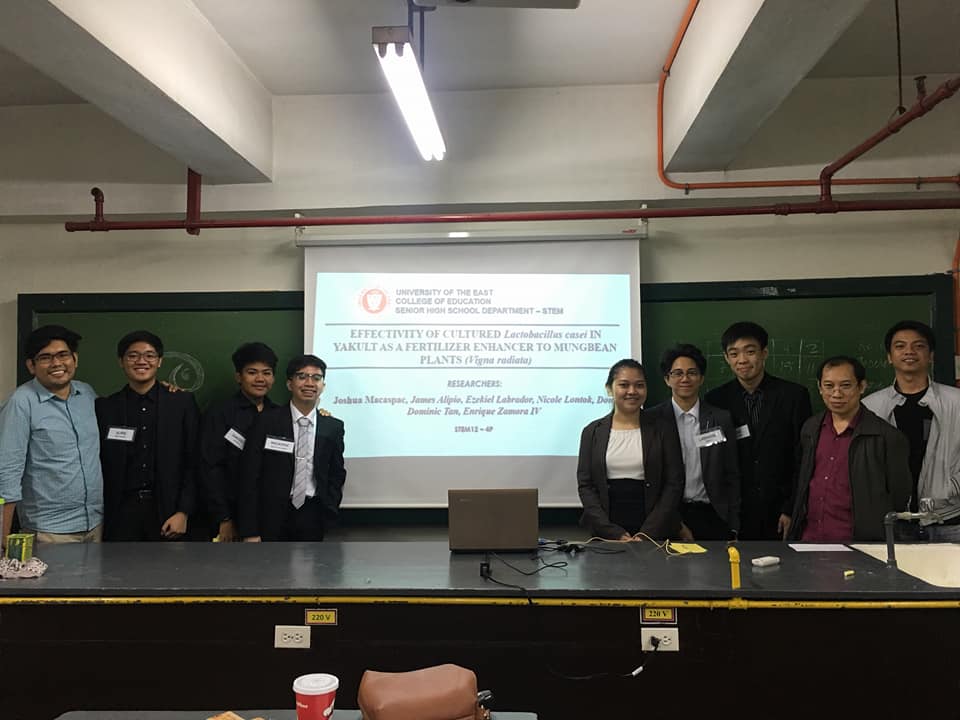 UNIVERSITY OF THE EAST
COLLEGE OF EDUCATION
SENIOR HIGH SCHOOL DEPARTMENT – STEM
EFFECTIVITY OF CULTURED Lactobacillus casei IN
YAKULT AS A FERTILIZER ENHANCER TO MUNGBEAN
PLANTS (Vigna radiata)
RESEARCHERS:
Joshua Macaspac, James Alipio, Ezekiel Labrador, Nicole Lontok,
Dominic Tan, Enrique Zamora IV
STEM12 – 4P
220 V
220 V